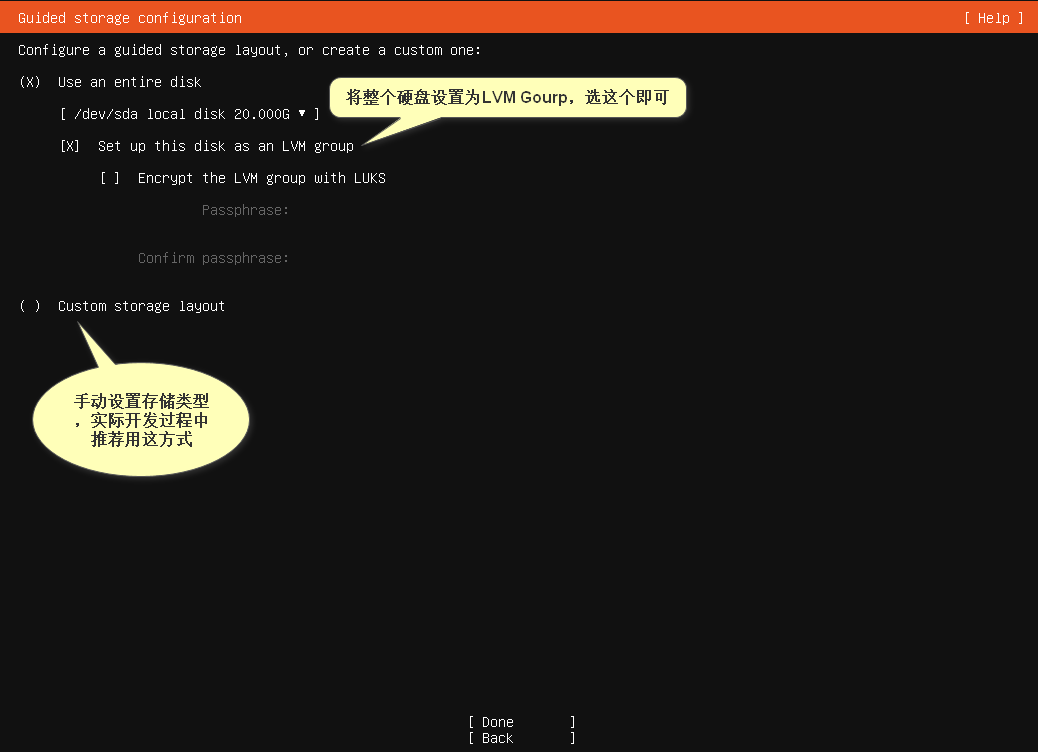 Guided storage configuration [ Help ]
Configure a guided storage layout, or create a custom one:
(X) Use an entire disk
将整个硬盘设置为LVM Gourp，选这个即可
[ /dev/sda local disk 20.000G ▾ ]
[X] Set up this disk as an LVM group
[ ] Encrypt the LVM group with LUKS
Passphrase:
Confirm passphrase:
( ) Custom storage layout
手动设置存储类型
，实际开发过程中
推荐用这方式
[ Done ]
[ Back ]